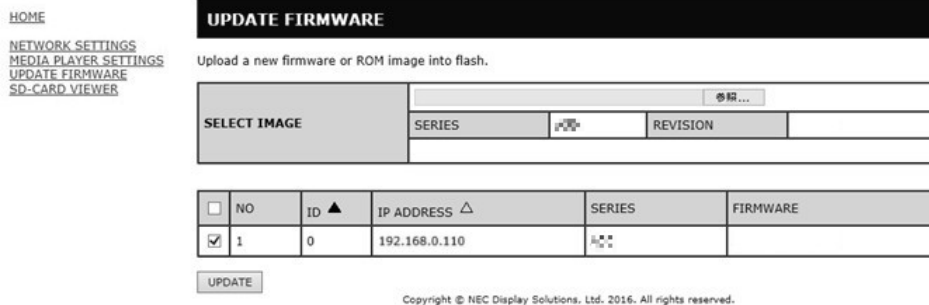 HOME
NETWORK SETTINGS
MEDIA PLAYER SETTINGS
UPDATE FIRMWARE
SD-CARD VIEWER
UPDATE FIRMWARE
Upload a new firmware or ROM image into flash.
SELECT IMAGE
参照...
SERIES REVISION
NO ID ▲ IP ADDRESS △ SERIES FIRMWARE
1 0 192.168.0.110
UPDATE
Copyright © NEC Display Solutions, Ltd. 2016. All rights reserved.